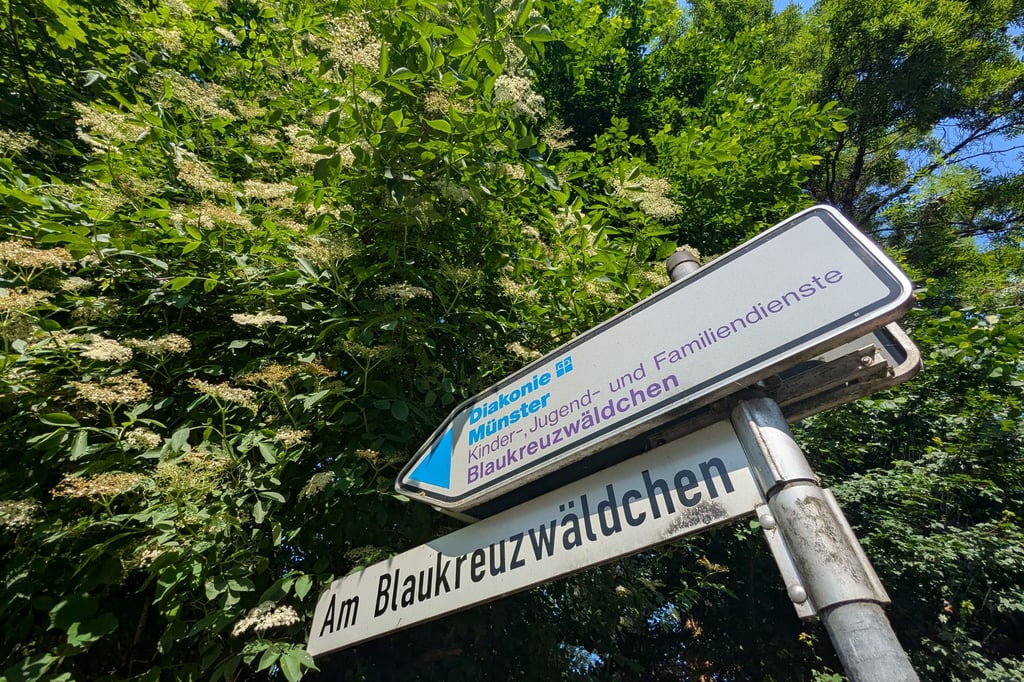 Diakonie
Münster
Kinder-, Jugend- und Familiendienste
Blaukreuzwäldchen
Am Blaukreuzwäldchen